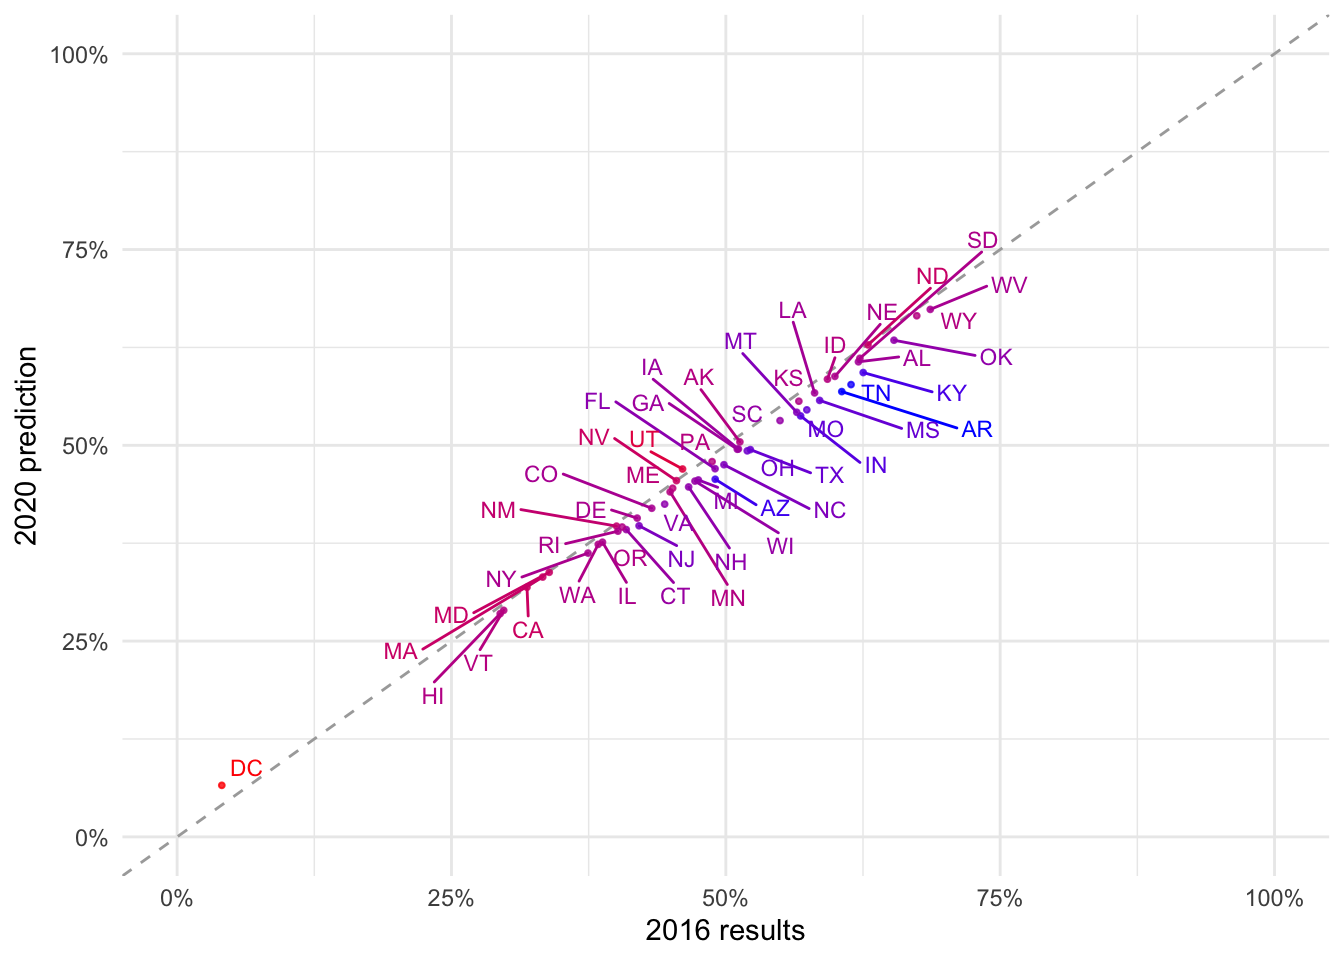 100%
75%
50%
25%
0%
2020 prediction
SD
ND
WV
LA
NE
WY
MT
ID
AL
OK
IA
AK
KS
TN
KY
FL
GA
SC
MO
MS
AR
NV
UT
PA
OH
TX
IN
CO
ME
MI
AZ
NC
NM
DE
VA
WI
RI
OR
NJ
NH
NY
WA
IL
CT
MN
MD
CA
MA
VT
HI
DC
0%
25%
50%
75%
100%
2016 results